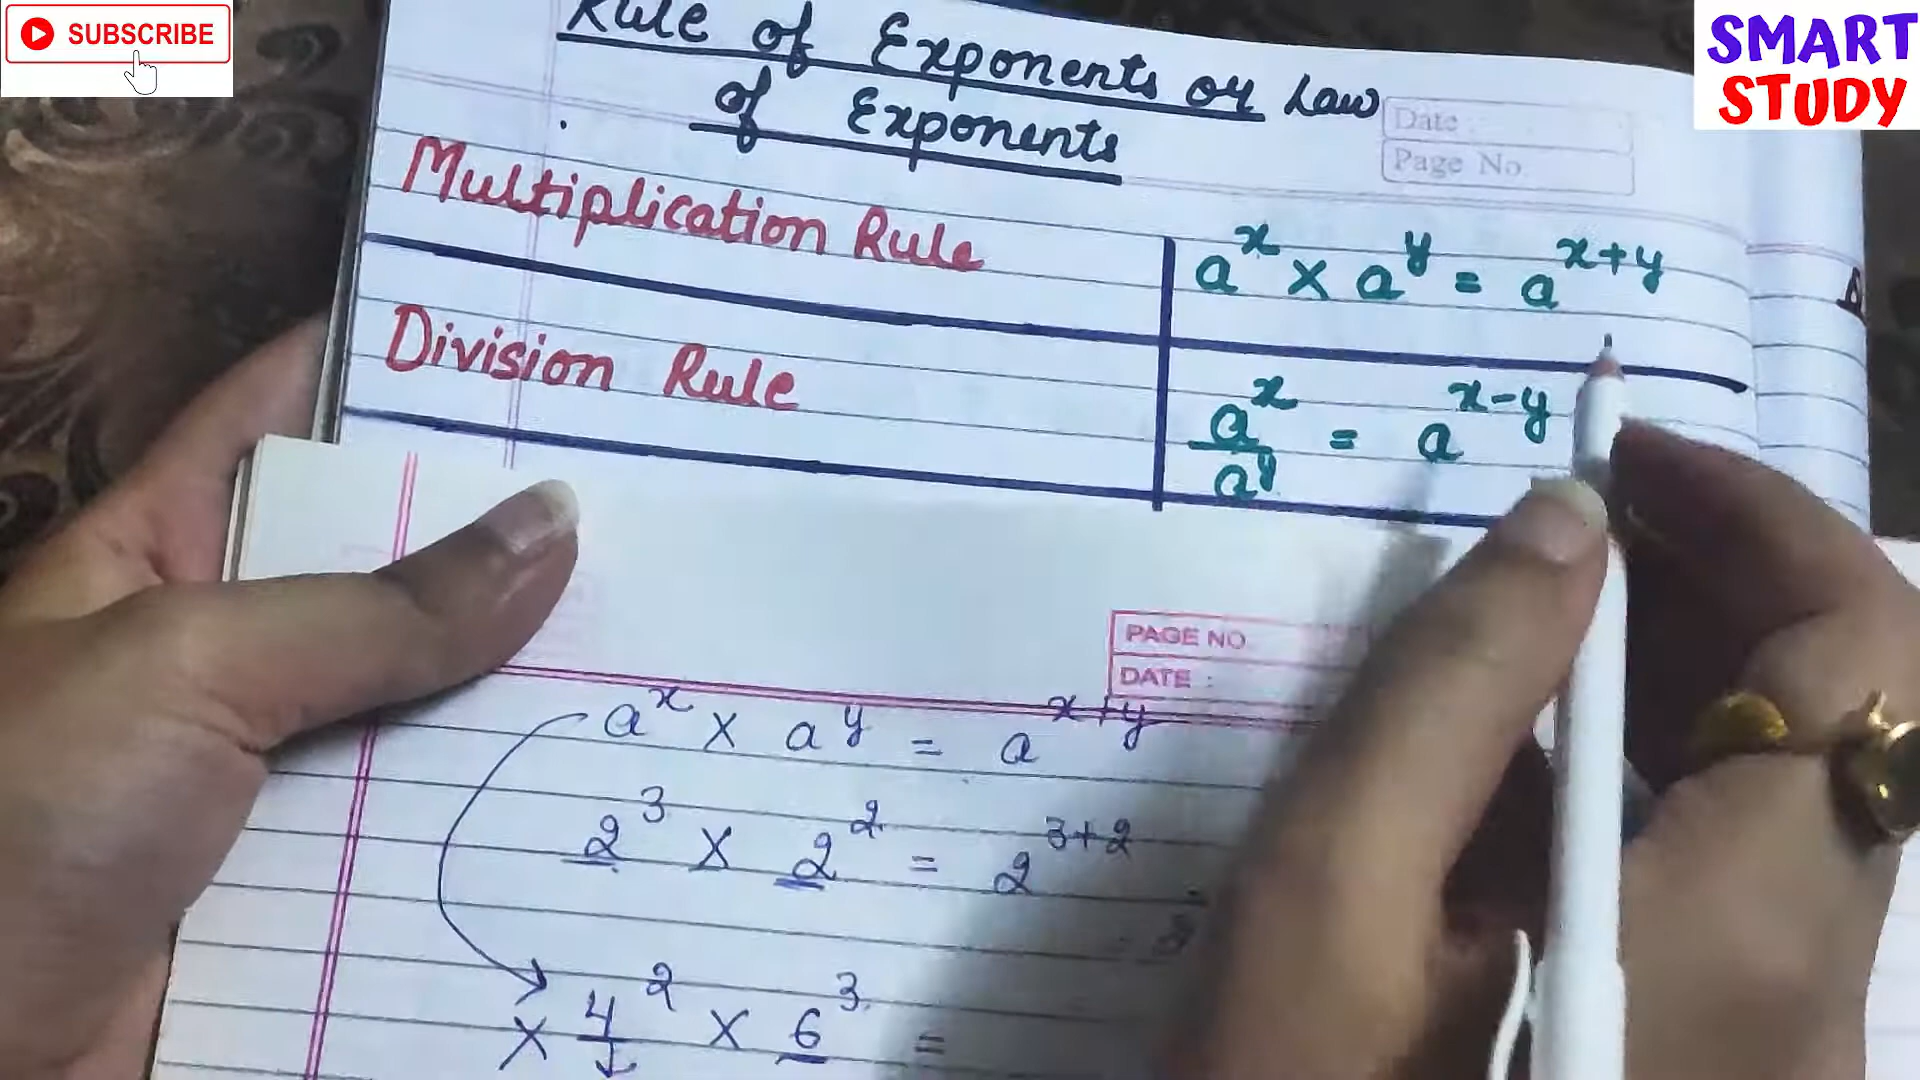 SUBSCRIBE
SMART
STUDY
Rule of Exponents or Law
of Exponents
Date :
Page No.
Multiplication Rule
a^x × a^y = a^{x+y}
Division Rule
a^x / a^y = a^{x-y}
PAGE NO
DATE :
a^x × a^y = a^{x+y}
2^3 × 2^2 = 2^{3+2}
× 4^2 × 6^3 =